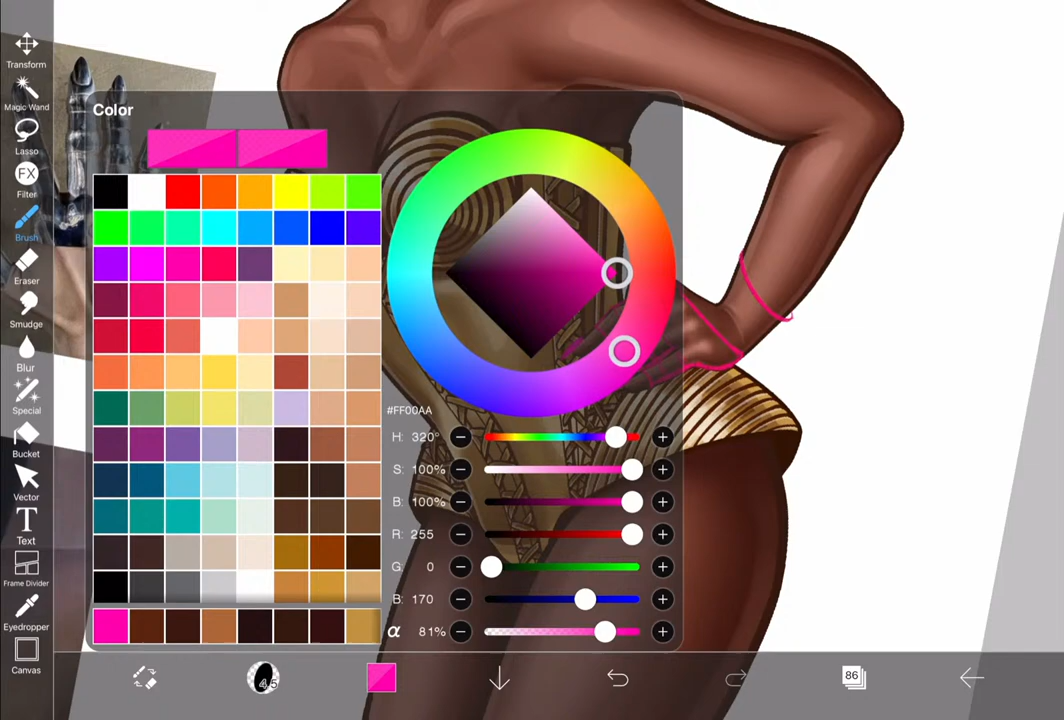 Transform
Magic Wand
Lasso
FX
Filter
Brush
Eraser
Smudge
Blur
Special
Bucket
Vector
T
Text
Frame Divider
Eyedropper
Canvas
Color
#FF00AA
H: 320°
S: 100%
B: 100%
R: 255
G: 0
B: 170
α 81%
86